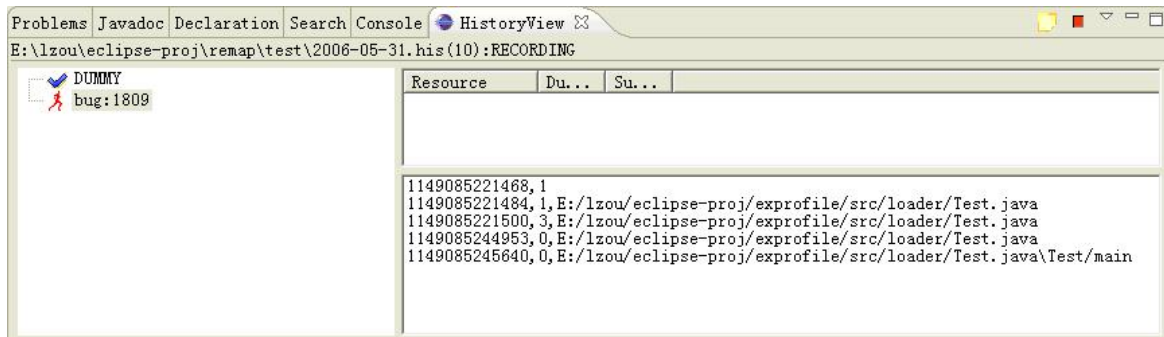 Problems Javadoc Declaration Search Console HistoryView
E:\lzou\eclipse-proj\remap\test\2006-05-31.his(10):RECORDING
DUMMY
bug:1809
Resource Du... Su...
1149085221468,1
1149085221484,1,E:/lzou/eclipse-proj/exprofile/src/loader/Test.java
1149085221500,3,E:/lzou/eclipse-proj/exprofile/src/loader/Test.java
1149085244953,0,E:/lzou/eclipse-proj/exprofile/src/loader/Test.java
1149085245640,0,E:/lzou/eclipse-proj/exprofile/src/loader/Test.java\Test/main